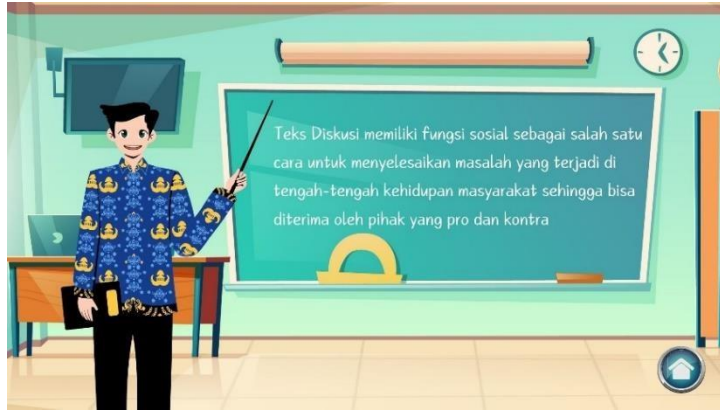 Teks Diskusi memiliki fungsi sosial sebagai salah satu
cara untuk menyelesaikan masalah yang terjadi di
tengah-tengah kehidupan masyarakat sehingga bisa
diterima oleh pihak yang pro dan kontra